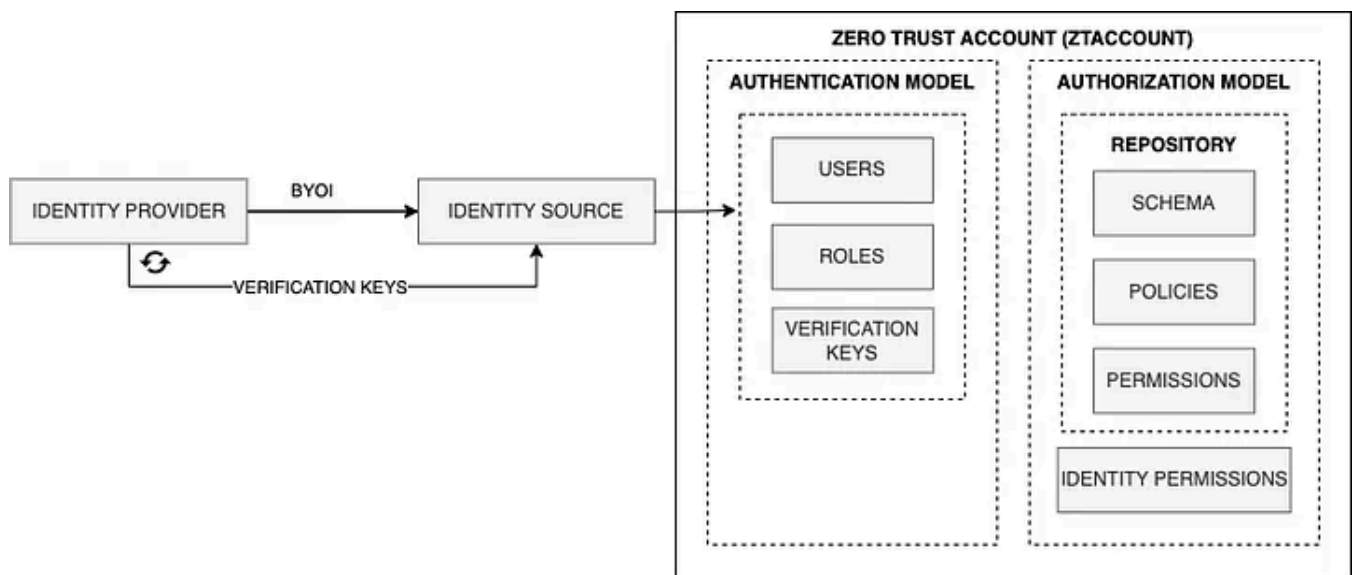 ZERO TRUST ACCOUNT (ZTACCOUNT)
AUTHENTICATION MODEL
AUTHORIZATION MODEL
REPOSITORY
USERS
SCHEMA
BYOI
IDENTITY PROVIDER
IDENTITY SOURCE
ROLES
POLICIES
VERIFICATION KEYS
VERIFICATION
KEYS
PERMISSIONS
IDENTITY PERMISSIONS